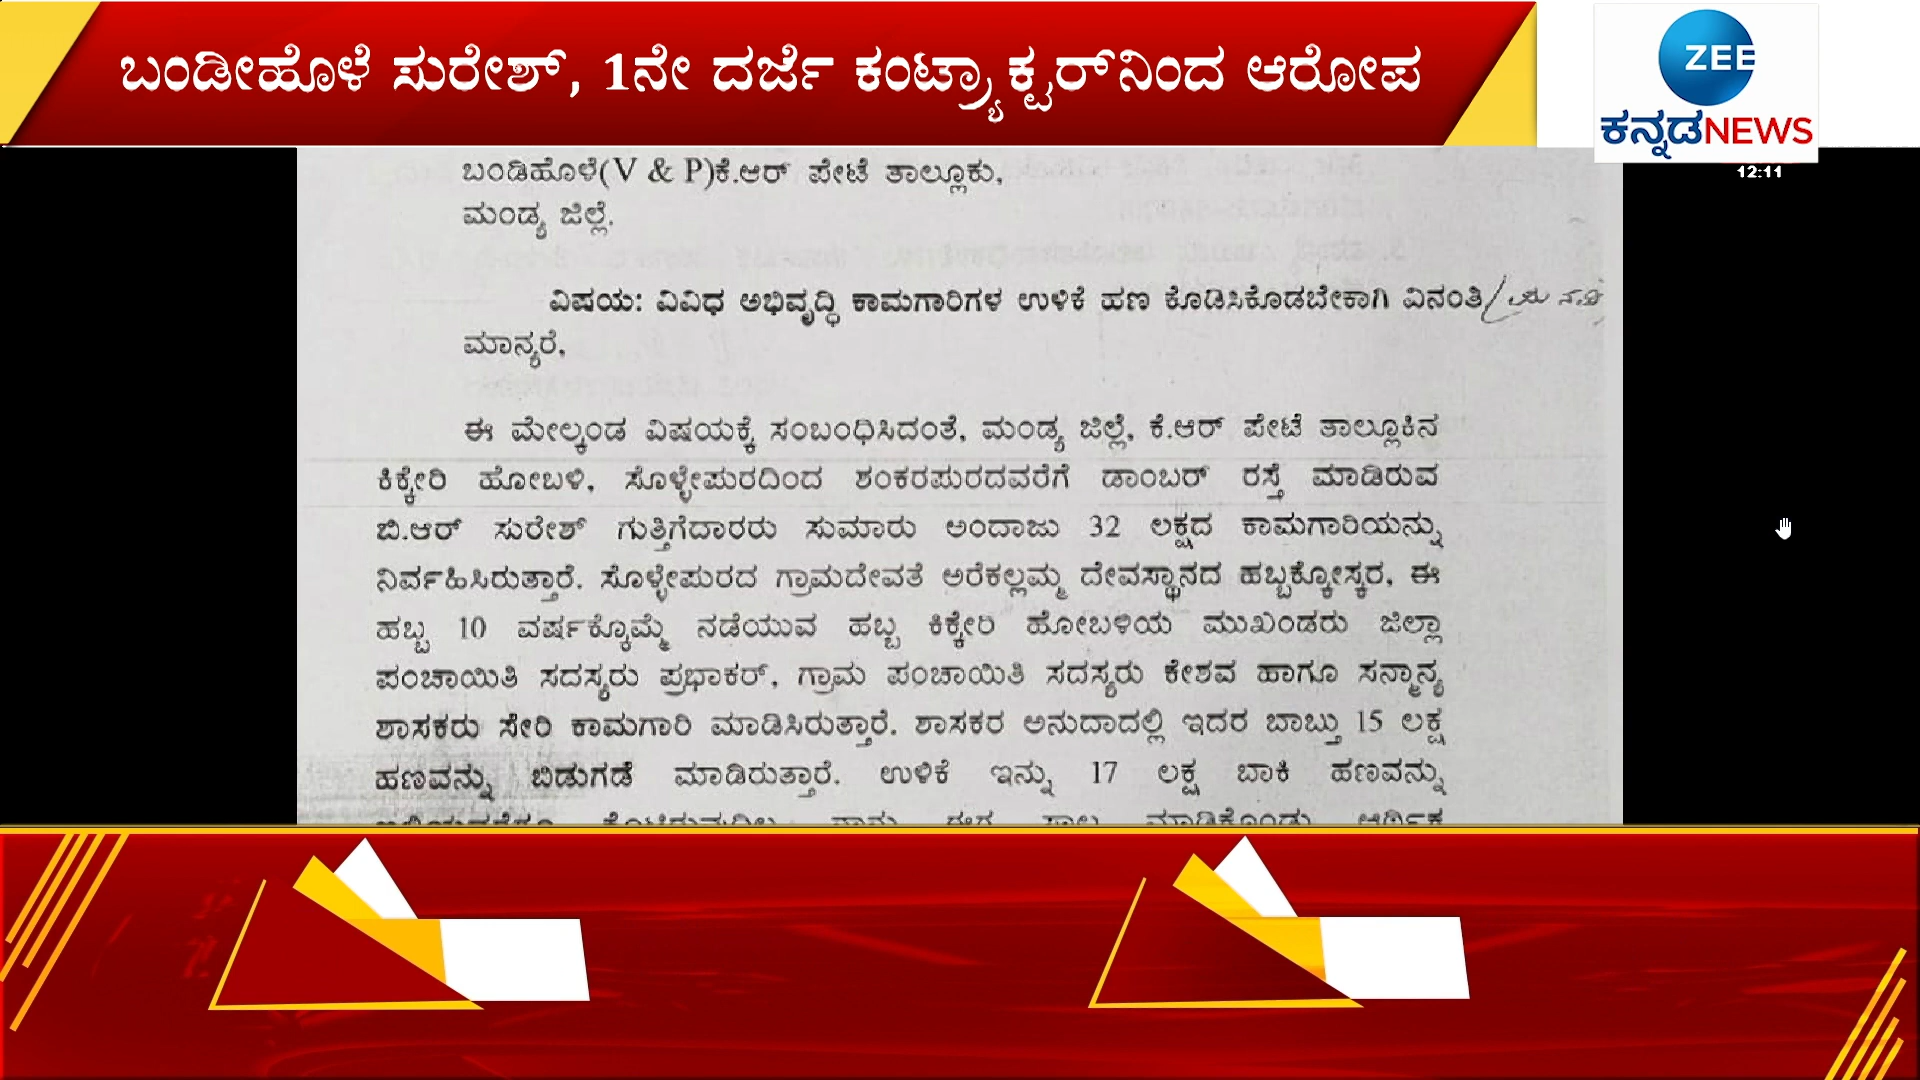 ಬಂಡೀಹೊಳೆ ಸುರೇಶ್, 1ನೇ ದರ್ಜೆ ಕಂಟ್ರ್ಯಾಕ್ಟರ್‌ನಿಂದ ಆರೋಪ
ZEE
ಕನ್ನಡNEWS
12:11
ಬಂಡಿಹೊಳೆ(V & P)ಕೆ.ಆರ್ ಪೇಟೆ ತಾಲ್ಲೂಕು,
ಮಂಡ್ಯ ಜಿಲ್ಲೆ.
ವಿಷಯ: ವಿವಿಧ ಅಭಿವೃದ್ಧಿ ಕಾಮಗಾರಿಗಳ ಉಳಿಕೆ ಹಣ ಕೊಡಿಸಿಕೊಡಬೇಕಾಗಿ ವಿನಂತಿ
ಮಾನ್ಯರೆ,
ಈ ಮೇಲ್ಕಂಡ ವಿಷಯಕ್ಕೆ ಸಂಬಂಧಿಸಿದಂತೆ, ಮಂಡ್ಯ ಜಿಲ್ಲೆ, ಕೆ.ಆರ್ ಪೇಟೆ ತಾಲ್ಲೂಕಿನ
ಕಿಕ್ಕೇರಿ ಹೋಬಳಿ, ಸೊಳ್ಳೇಪುರದಿಂದ ಶಂಕರಪುರದವರೆಗೆ ಡಾಂಬರ್ ರಸ್ತೆ ಮಾಡಿರುವ
ಬಿ.ಆರ್ ಸುರೇಶ್ ಗುತ್ತಿಗೆದಾರರು ಸುಮಾರು ಅಂದಾಜು 32 ಲಕ್ಷದ ಕಾಮಗಾರಿಯನ್ನು
ನಿರ್ವಹಿಸಿರುತ್ತಾರೆ. ಸೊಳ್ಳೇಪುರದ ಗ್ರಾಮದೇವತೆ ಅರೆಕಲ್ಲಮ್ಮ ದೇವಸ್ಥಾನದ ಹಬ್ಬಕ್ಕೋಸ್ಕರ, ಈ
ಹಬ್ಬ 10 ವರ್ಷಕ್ಕೊಮ್ಮೆ ನಡೆಯುವ ಹಬ್ಬ ಕಿಕ್ಕೇರಿ ಹೋಬಳಿಯ ಮುಖಂಡರು ಜಿಲ್ಲಾ
ಪಂಚಾಯಿತಿ ಸದಸ್ಯರು ಪ್ರಭಾಕರ್, ಗ್ರಾಮ ಪಂಚಾಯಿತಿ ಸದಸ್ಯರು ಕೇಶವ ಹಾಗೂ ಸನ್ಮಾನ್ಯ
ಶಾಸಕರು ಸೇರಿ ಕಾಮಗಾರಿ ಮಾಡಿಸಿರುತ್ತಾರೆ. ಶಾಸಕರ ಅನುದಾದಲ್ಲಿ ಇದರ ಬಾಬ್ತು 15 ಲಕ್ಷ
ಹಣವನ್ನು ಬಿಡುಗಡೆ ಮಾಡಿರುತ್ತಾರೆ. ಉಳಿಕೆ ಇನ್ನು 17 ಲಕ್ಷ ಬಾಕಿ ಹಣವನ್ನು